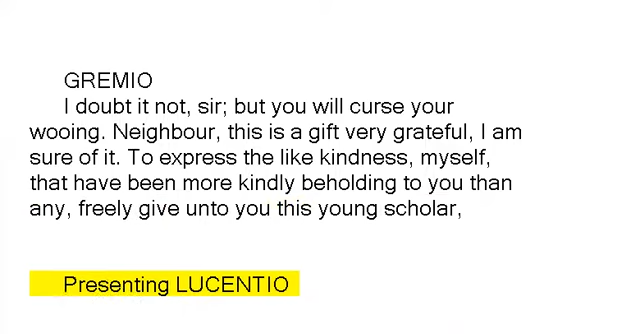 GREMIO
I doubt it not, sir; but you will curse your
wooing. Neighbour, this is a gift very grateful, I am
sure of it. To express the like kindness, myself,
that have been more kindly beholding to you than
any, freely give unto you this young scholar,
Presenting LUCENTIO